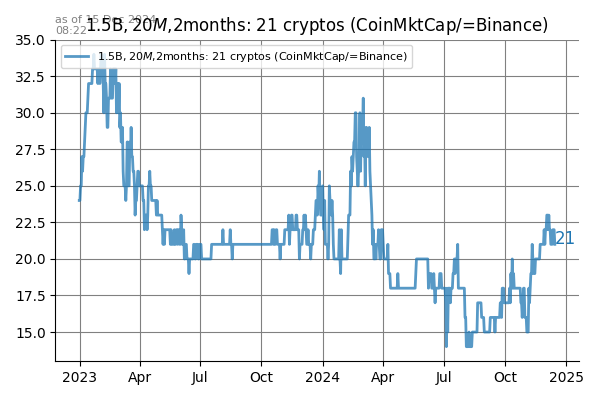 as of 15 Dec 2024
08:22
1.5B,20M,2months: 21 cryptos (CoinMktCap/=Binance)
1.5B,20M,2months: 21 cryptos (CoinMktCap/=Binance)
35.0
32.5
30.0
27.5
25.0
22.5
20.0
17.5
15.0
21
2023
Apr
Jul
Oct
2024
Apr
Jul
Oct
2025